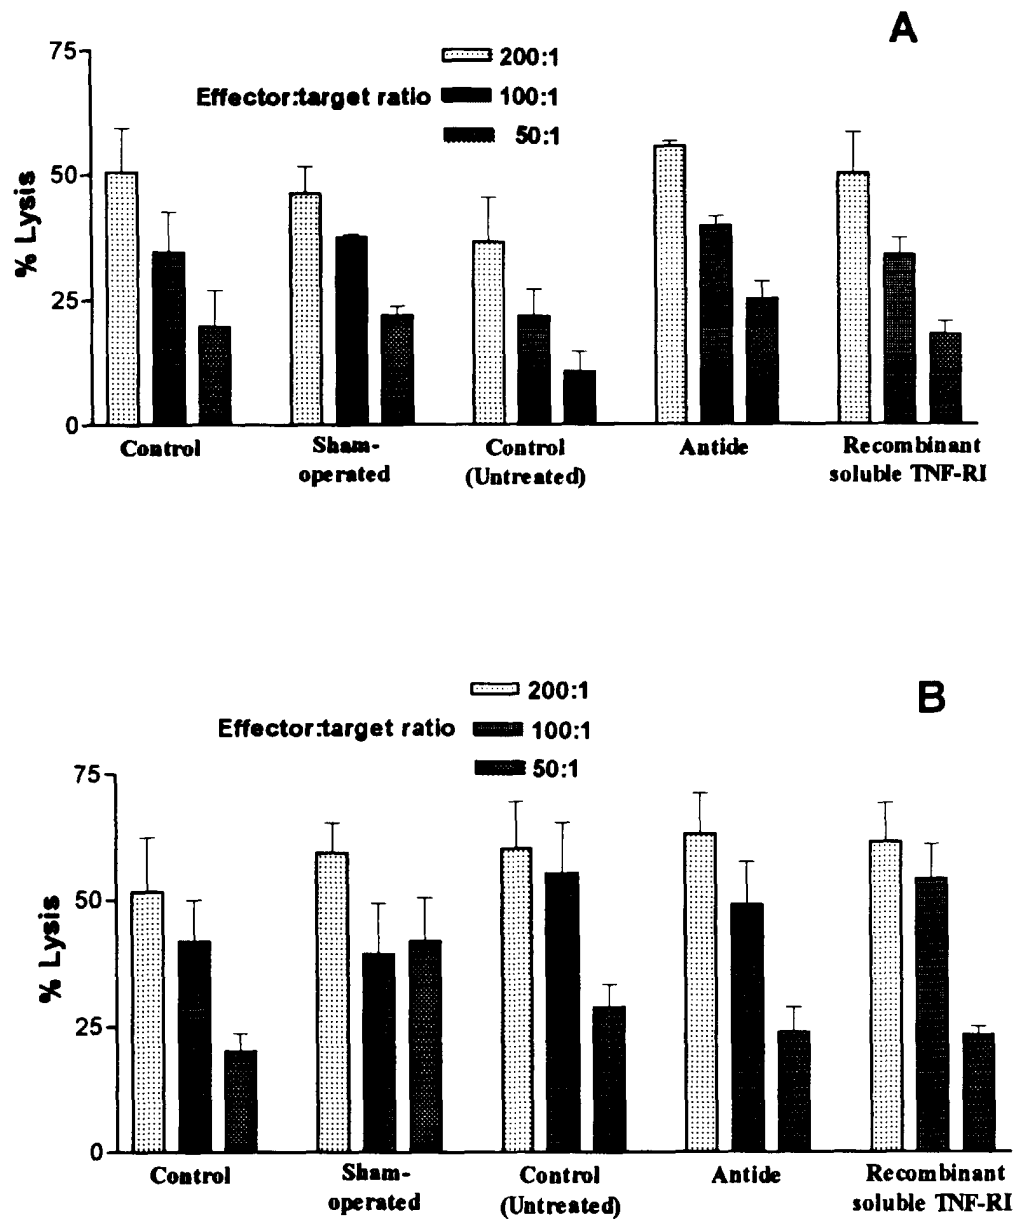 A
75
200:1
Effector:target ratio
100:1
50:1
50
% Lysis
25
0
Control
Sham-
operated
Control
(Untreated)
Antide
Recombinant
soluble TNF-RI
B
200:1
Effector:target ratio
100:1
50:1
75
50
% Lysis
25
0
Control
Sham-
operated
Control
(Untreated)
Antide
Recombinant
soluble TNF-RI